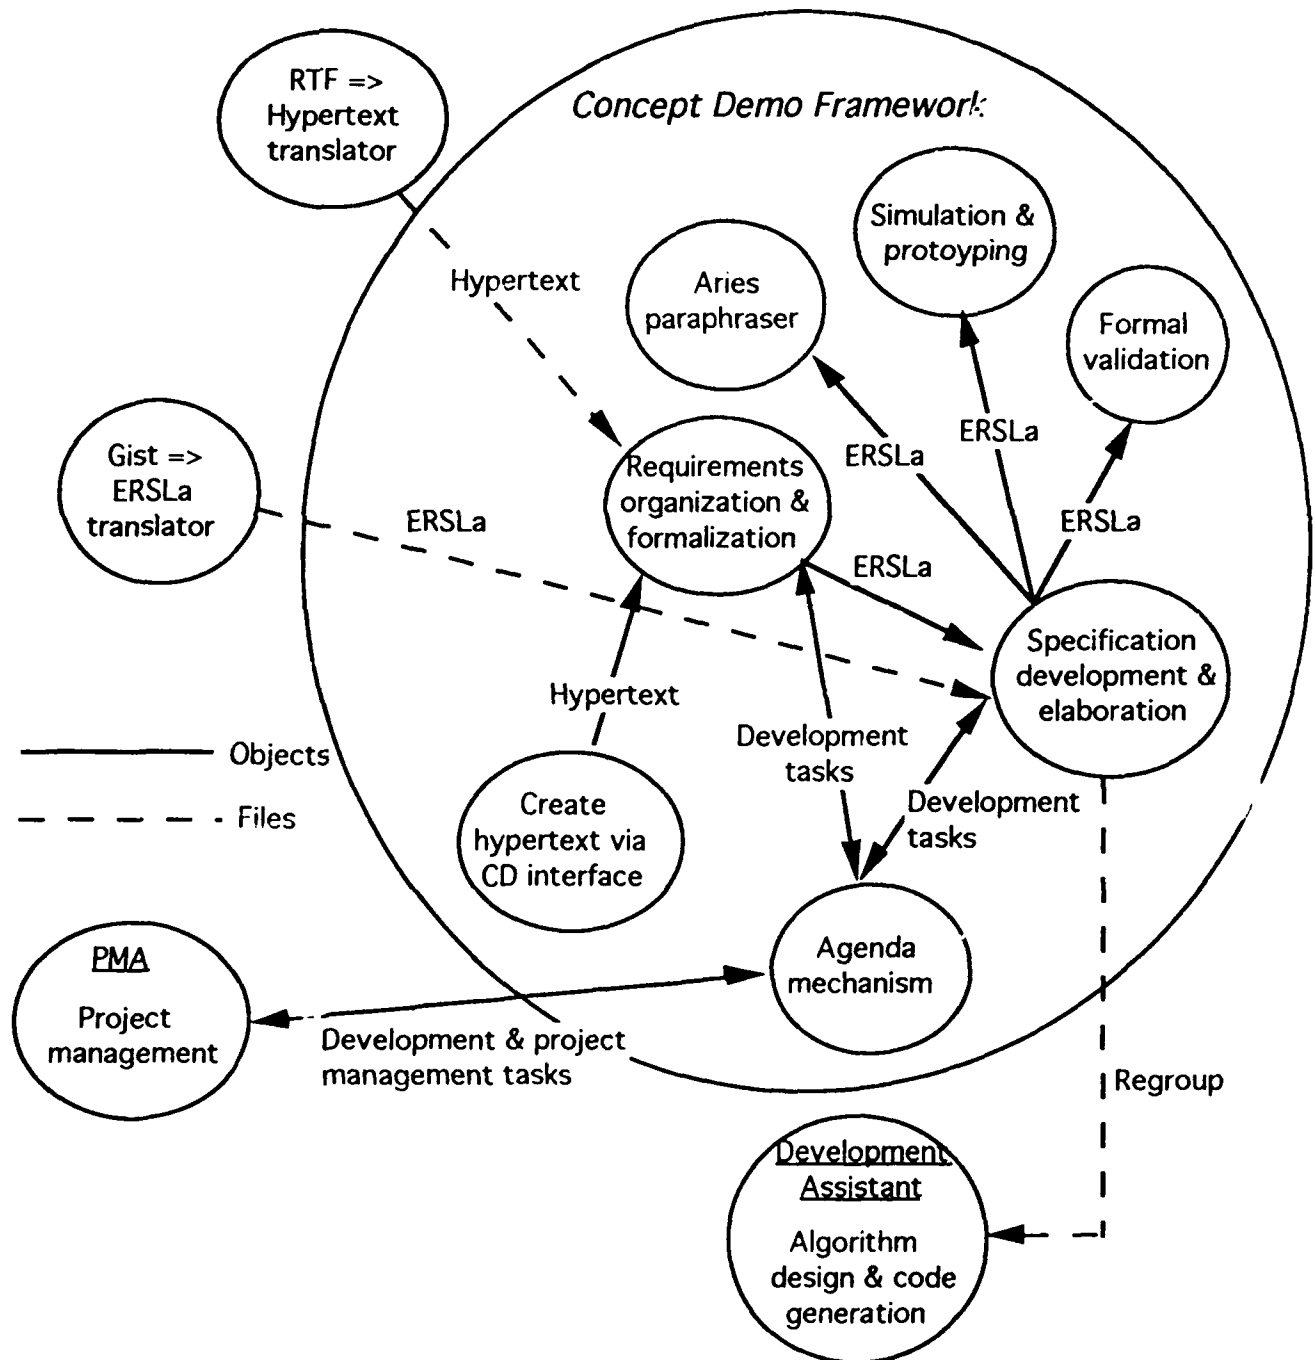 RTF =>
Hypertext
translator
Concept Demo Framework
Simulation &
protoyping
Aries
paraphraser
Formal
validation
Hypertext
Gist =>
ERSLa
translator
ERSLa
Requirements
organization &
formalization
ERSLa
ERSLa
ERSLa
ERSLa
Specification
development &
elaboration
Hypertext
Development
tasks
Objects
Files
Create
hypertext via
CD interface
Development
tasks
PMA
Project
management
Agenda
mechanism
Development & project
management tasks
Regroup
Development
Assistant
Algorithm
design & code
generation